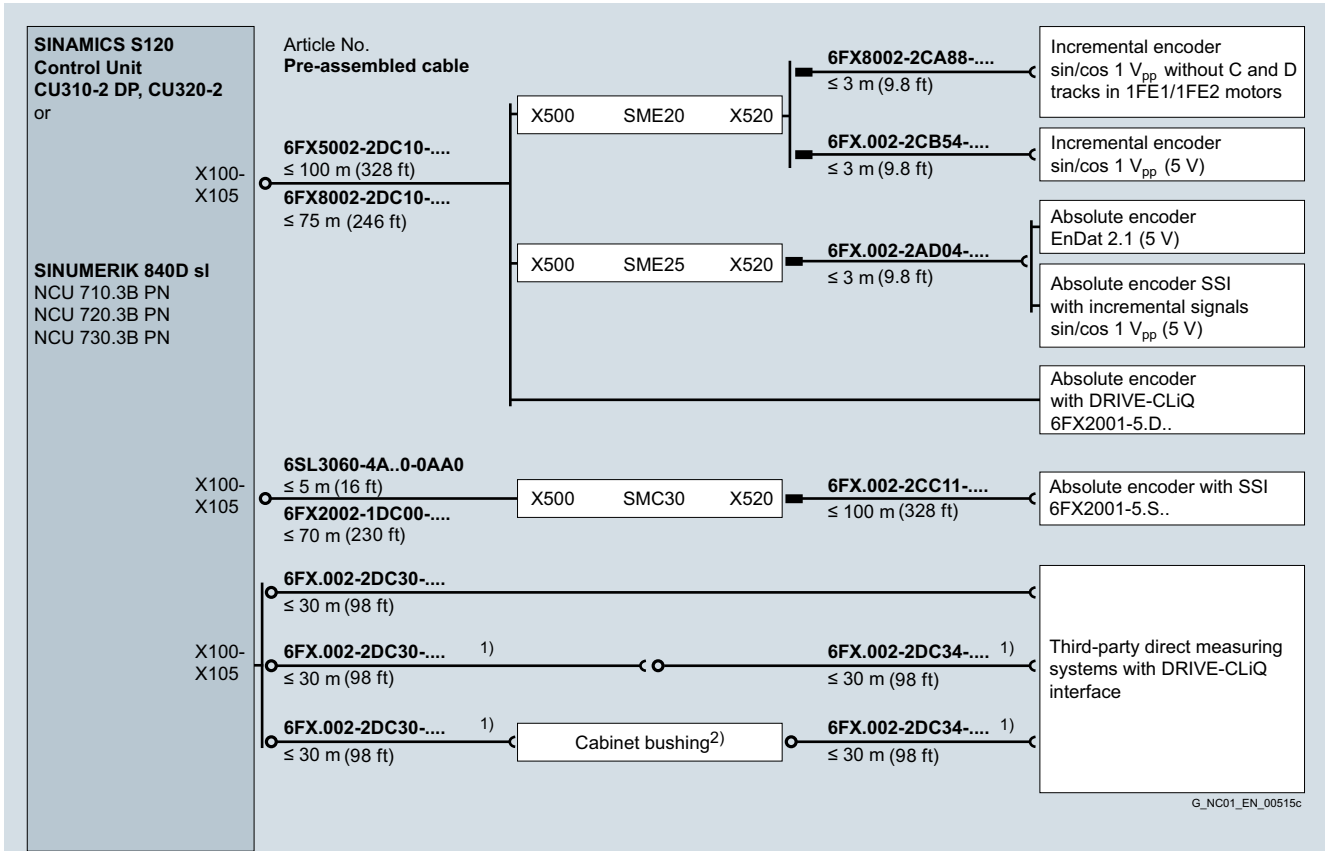 SINAMICS S120
Control Unit
CU310-2 DP, CU320-2
or
X100-
X105
SINUMERIK 840D sl
NCU 710.3B PN
NCU 720.3B PN
NCU 730.3B PN
X100-
X105
X100-
X105
Article No.
Pre-assembled cable
6FX5002-2DC10-....
≤ 100 m (328 ft)
6FX8002-2DC10-....
≤ 75 m (246 ft)
X500 SME20 X520
6FX8002-2CA88-....
≤ 3 m (9.8 ft)
Incremental encoder
sin/cos 1 Vpp without C and D
tracks in 1FE1/1FE2 motors
6FX.002-2CB54-....
≤ 3 m (9.8 ft)
Incremental encoder
sin/cos 1 Vpp (5 V)
X500 SME25 X520
6FX.002-2AD04-....
≤ 3 m (9.8 ft)
Absolute encoder
EnDat 2.1 (5 V)
Absolute encoder SSI
with incremental signals
sin/cos 1 Vpp (5 V)
Absolute encoder
with DRIVE-CLiQ
6FX2001-5.D..
6SL3060-4A..0-0AA0
≤ 5 m (16 ft)
6FX2002-1DC00-....
≤ 70 m (230 ft)
X500 SMC30 X520
6FX.002-2CC11-....
≤ 100 m (328 ft)
Absolute encoder with SSI
6FX2001-5.S..
6FX.002-2DC30-....
≤ 30 m (98 ft)
6FX.002-2DC30-.... 1)
≤ 30 m (98 ft)
6FX.002-2DC34-.... 1)
≤ 30 m (98 ft)
6FX.002-2DC30-.... 1)
≤ 30 m (98 ft)
Cabinet bushing2)
6FX.002-2DC34-.... 1)
≤ 30 m (98 ft)
Third-party direct measuring
systems with DRIVE-CLiQ
interface
G_NC01_EN_00515c